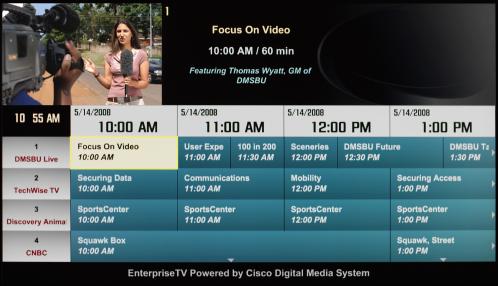 1
Focus On Video
10:00 AM / 60 min
Featuring Thomas Wyatt, GM of
DMSBU
10 55 AM
5/14/2008 5/14/2008 5/14/2008 5/14/2008
10:00 AM 11:00 AM 12:00 PM 1:00 PM
1 Focus On Video User Expe 100 in 200 Sceneries DMSBU Future DMSBU Ta
DMSBU Live 10:00 AM 11:00 AM 11:30 AM 12:00 PM 12:30 PM 1:30 PM
2 Securing Data Communications Mobility Securing Access
TechWise TV 10:00 AM 11:00 AM 12:00 PM 1:00 PM
3 SportsCenter SportsCenter SportsCenter SportsCenter
Discovery Animal 10:00 AM 11:00 AM 12:00 PM 1:00 PM
4 Squawk Box Squawk, Street
CNBC 10:00 AM 1:00 PM
EnterpriseTV Powered by Cisco Digital Media System